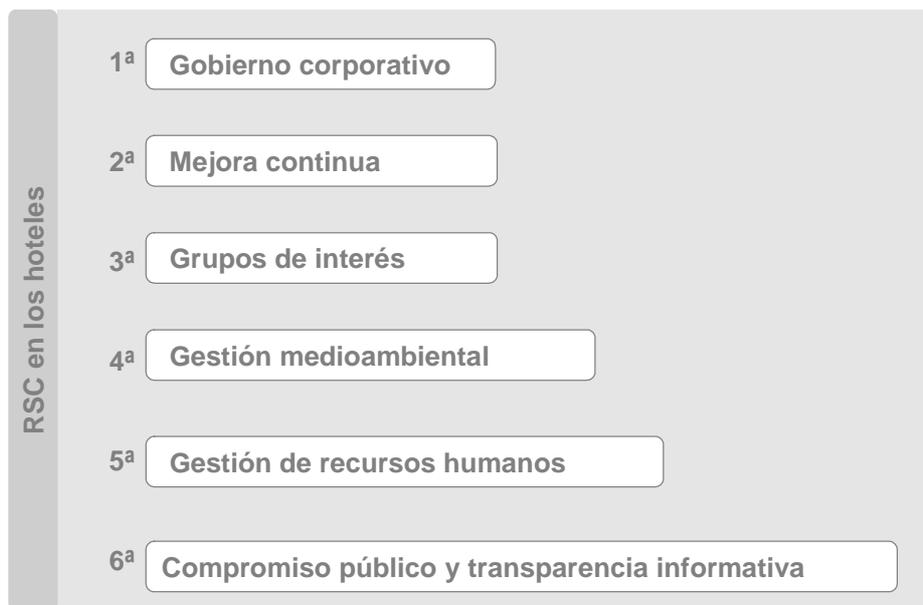 RSC en los hoteles
1ª Gobierno corporativo
2ª Mejora continua
3ª Grupos de interés
4ª Gestión medioambiental
5ª Gestión de recursos humanos
6ª Compromiso público y transparencia informativa